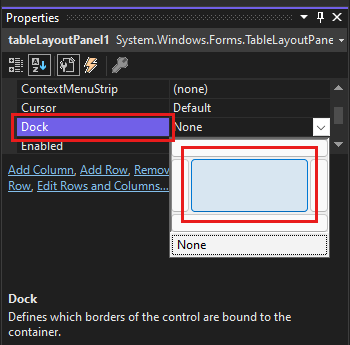 Properties
tableLayoutPanel1 System.Windows.Forms.TableLayoutPane
ContextMenuStrip (none)
Cursor Default
Dock None
Enabled
Add Column, Add Row, Remov
Row, Edit Rows and Columns...
None
Dock
Defines which borders of the control are bound to the
container.